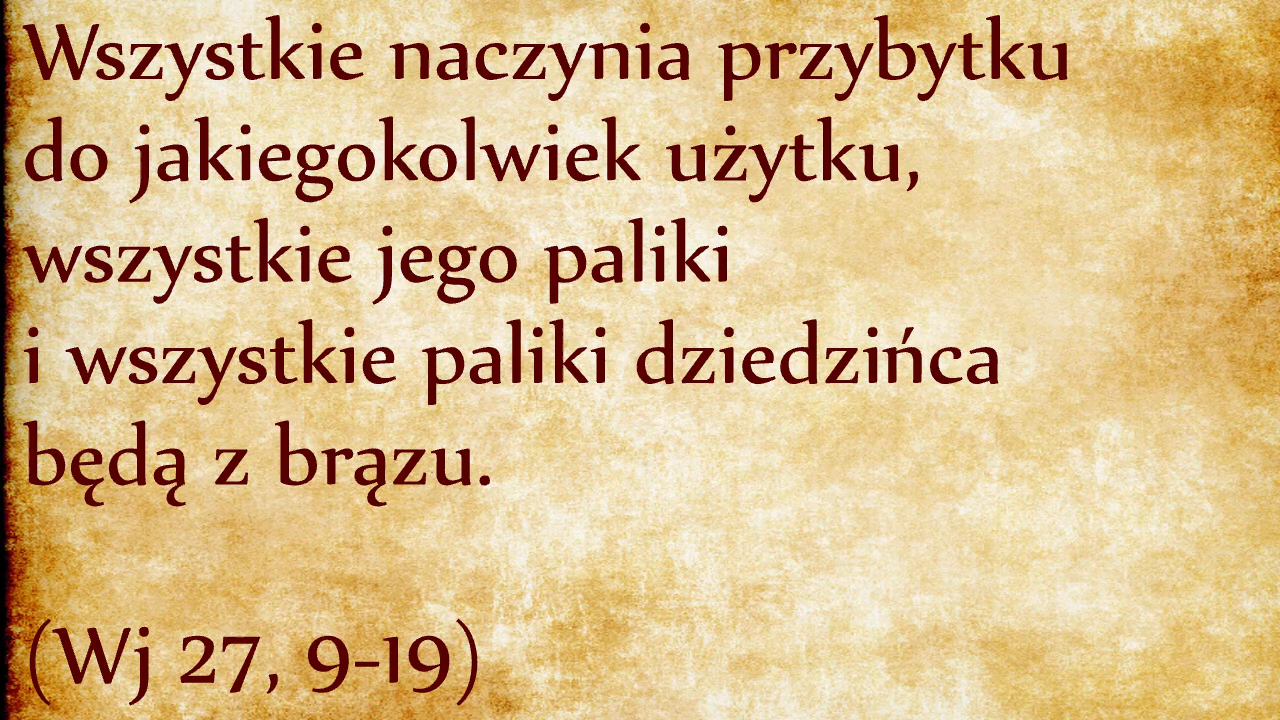 Wszystkie naczynia przybytku
do jakiegokolwiek użytku,
wszystkie jego paliki
i wszystkie paliki dziedzińca
będą z brązu.
(Wj 27, 9-19)